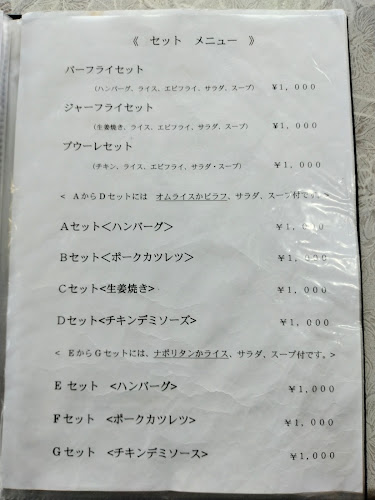 《 セット メニュー 》
バーフライセット
（ハンバーグ、ライス、エビフライ、サラダ、スープ） ￥1,000
ジャーフライセット
（生姜焼き、ライス、エビフライ、サラダ、スープ） ￥1,000
プウーレセット
（チキン、ライス、エビフライ、サラダ・スープ） ￥1,000
< AからDセットには オムライスかピラフ、サラダ、スープ付です。>
Aセット<ハンバーグ> ￥1,000
Bセット<ポークカツレツ> ￥1,000
Cセット<生姜焼き> ￥1,000
Dセット<チキンデミソーズ> ￥1,000
< EからGセットには、ナポリタンかライス、サラダ、スープ付です。>
E セット <ハンバーグ> ￥1,000
F セット <ポークカツレツ> ￥1,000
G セット <チキンデミソース> ￥1,000